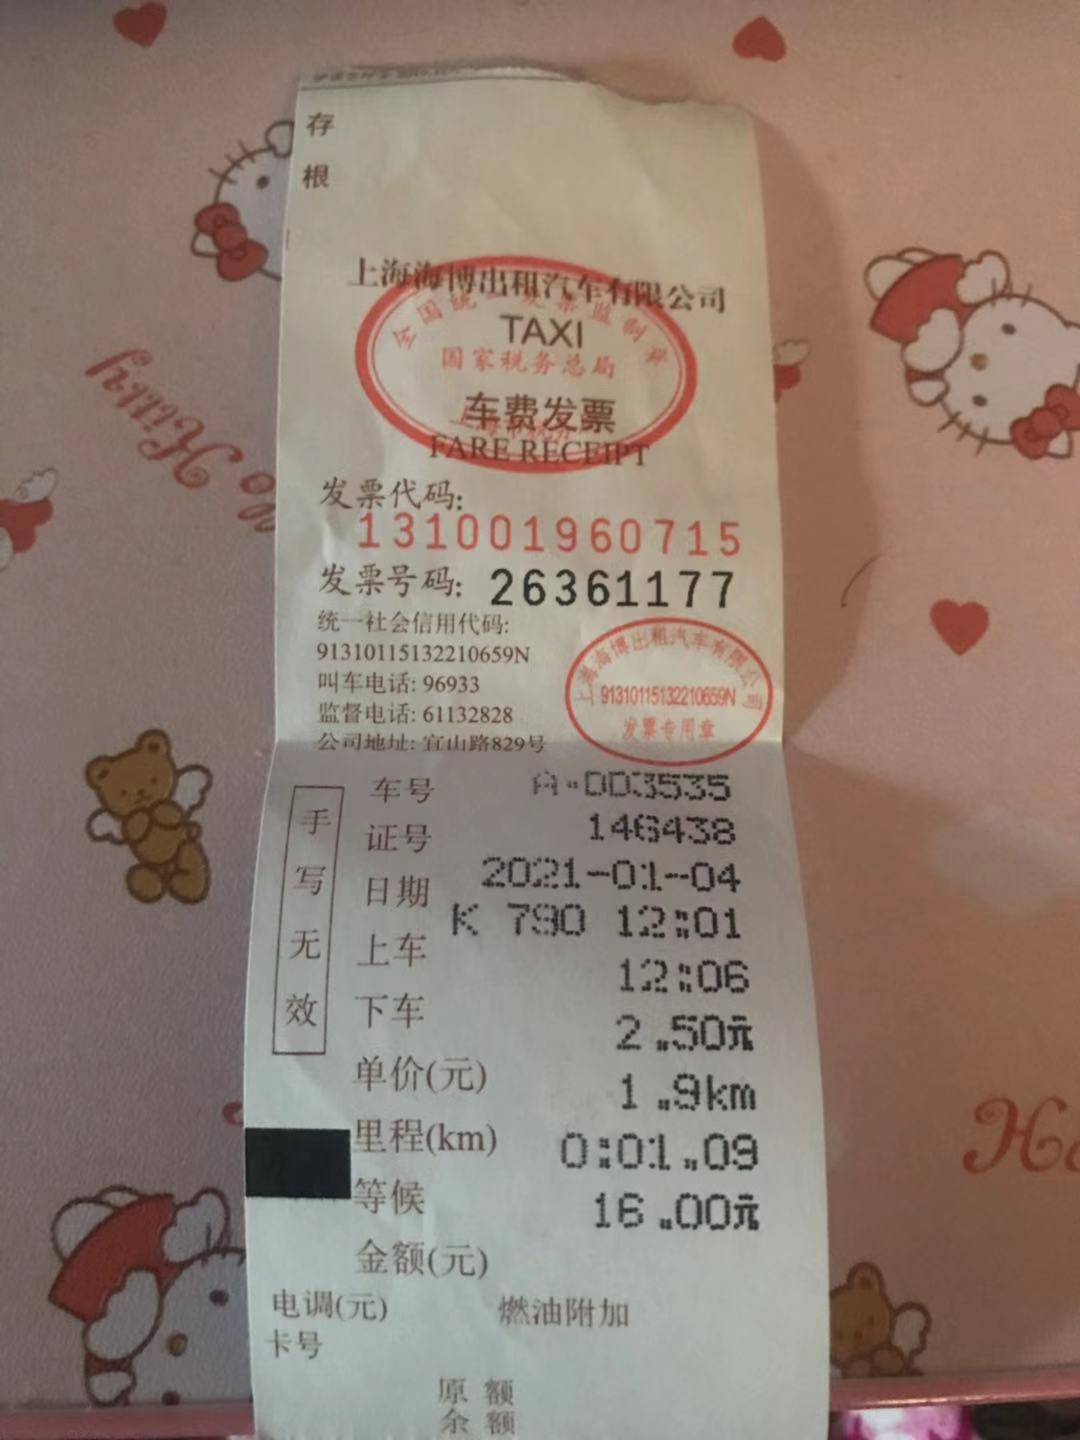 存
根
上海海博出租汽车有限公司
全国统一发票监制章
TAXI
国家税务总局
车费发票
FARE RECEIPT
发票代码:
131001960715
发票号码: 26361177
统一社会信用代码:
91310115132210659N
叫车电话: 96933
监督电话: 61132828
公司地址: 宜山路829号
上海海博出租汽车有限公司
91310115132210659N
发票专用章
手写无效
车号 A-DD3535
证号 146438
日期 2021-01-04
上车 K 790 12:01
下车 12:06
单价(元) 2.50元
里程(km) 1.9km
等候 0:01.09
金额(元) 16.00元
电调(元) 燃油附加
卡号
原 额
余 额
Kitty